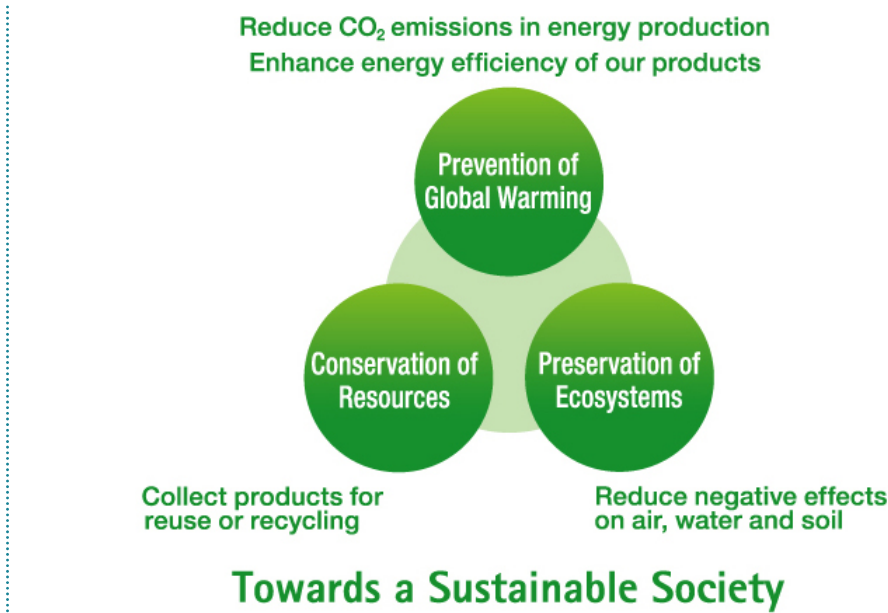 Reduce CO₂ emissions in energy production
Enhance energy efficiency of our products
Prevention of
Global Warming
Conservation of
Resources
Preservation of
Ecosystems
Collect products for
reuse or recycling
Reduce negative effects
on air, water and soil
Towards a Sustainable Society